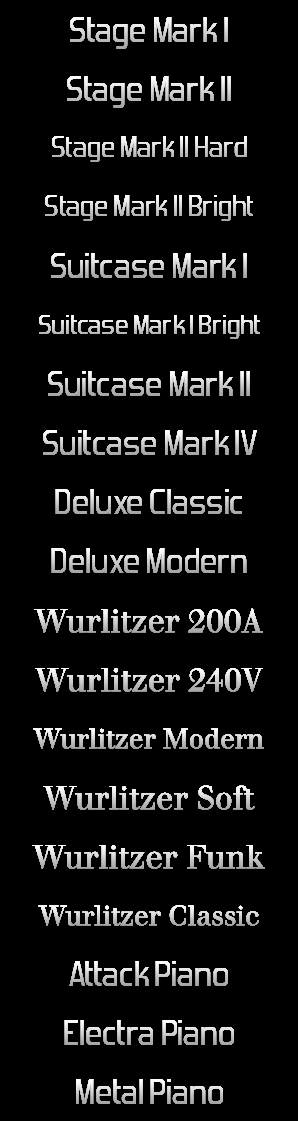 Stage Mark I
Stage Mark II
Stage Mark II Hard
Stage Mark II Bright
Suitcase Mark I
Suitcase Mark I Bright
Suitcase Mark II
Suitcase Mark IV
Deluxe Classic
Deluxe Modern
Wurlitzer 200A
Wurlitzer 240V
Wurlitzer Modern
Wurlitzer Soft
Wurlitzer Funk
Wurlitzer Classic
Attack Piano
Electra Piano
Metal Piano